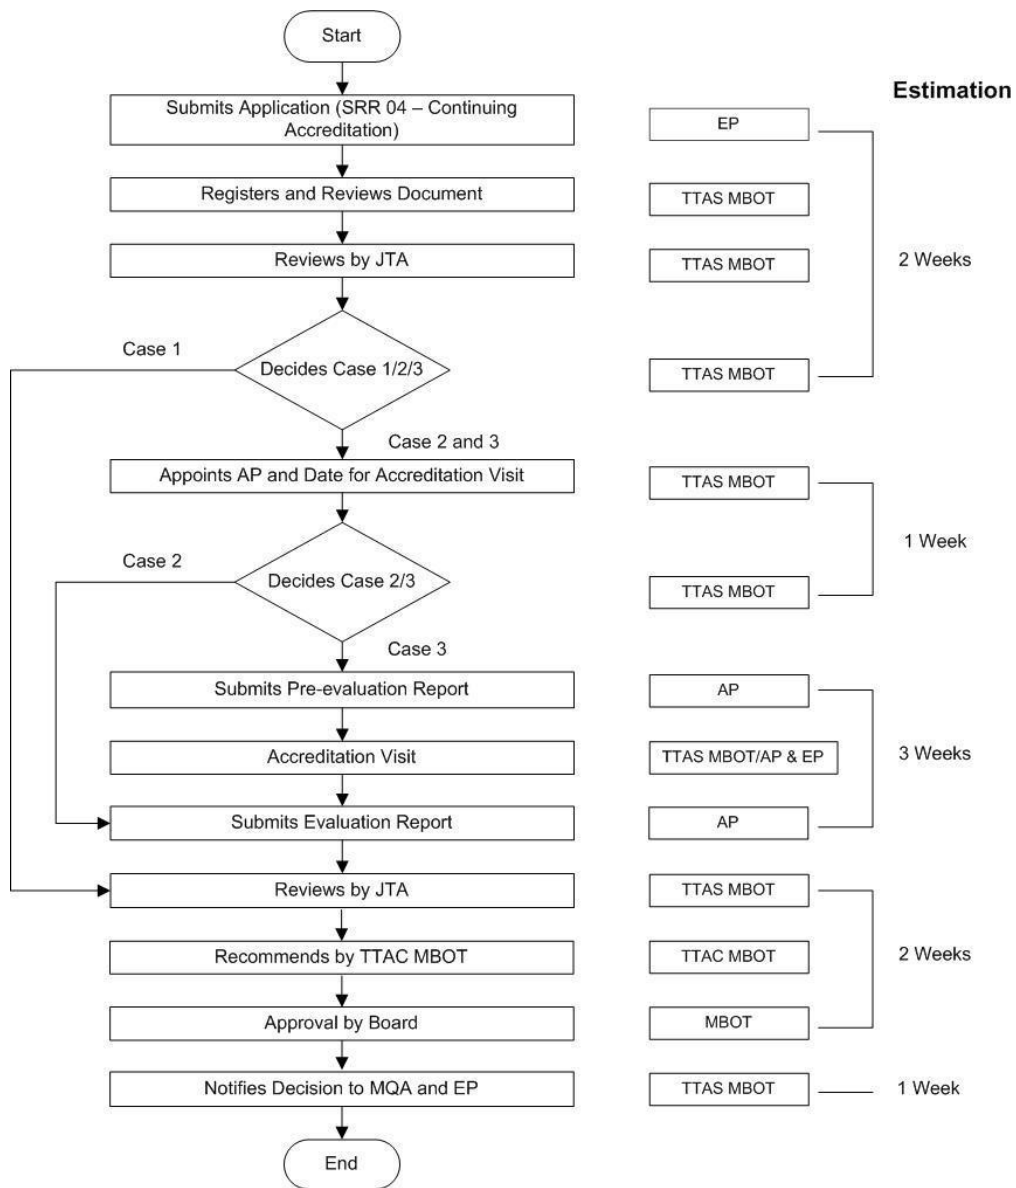 Start
Estimation
Submits Application (SRR 04 – Continuing
Accreditation)
EP
Registers and Reviews Document
TTAS MBOT
Reviews by JTA
TTAS MBOT
2 Weeks
Case 1
Decides Case 1/2/3
TTAS MBOT
Case 2 and 3
Appoints AP and Date for Accreditation Visit
TTAS MBOT
1 Week
Case 2
Decides Case 2/3
TTAS MBOT
Case 3
Submits Pre-evaluation Report
AP
Accreditation Visit
TTAS MBOT/AP & EP
3 Weeks
Submits Evaluation Report
AP
Reviews by JTA
TTAS MBOT
Recommends by TTAC MBOT
TTAC MBOT
2 Weeks
Approval by Board
MBOT
Notifies Decision to MQA and EP
TTAS MBOT
1 Week
End